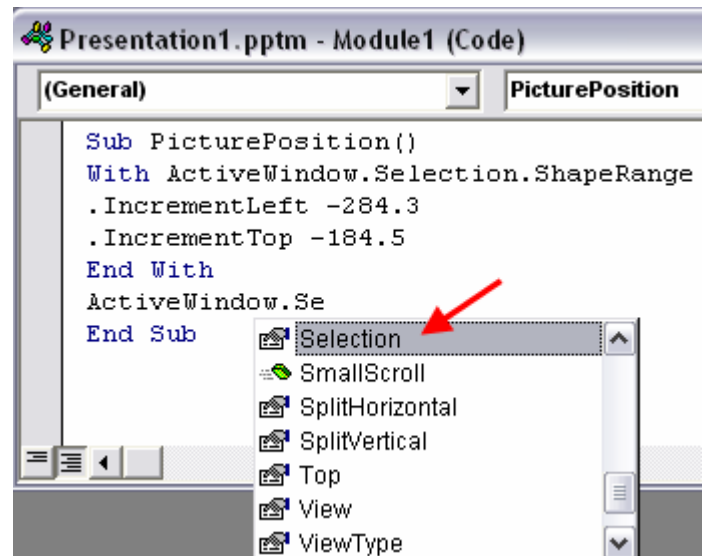 Presentation1.pptm - Module1 (Code)
(General) PicturePosition
Sub PicturePosition()
With ActiveWindow.Selection.ShapeRange
.IncrementLeft -284.3
.IncrementTop -184.5
End With
ActiveWindow.Se
End Sub
Selection
SmallScroll
SplitHorizontal
SplitVertical
Top
View
ViewType